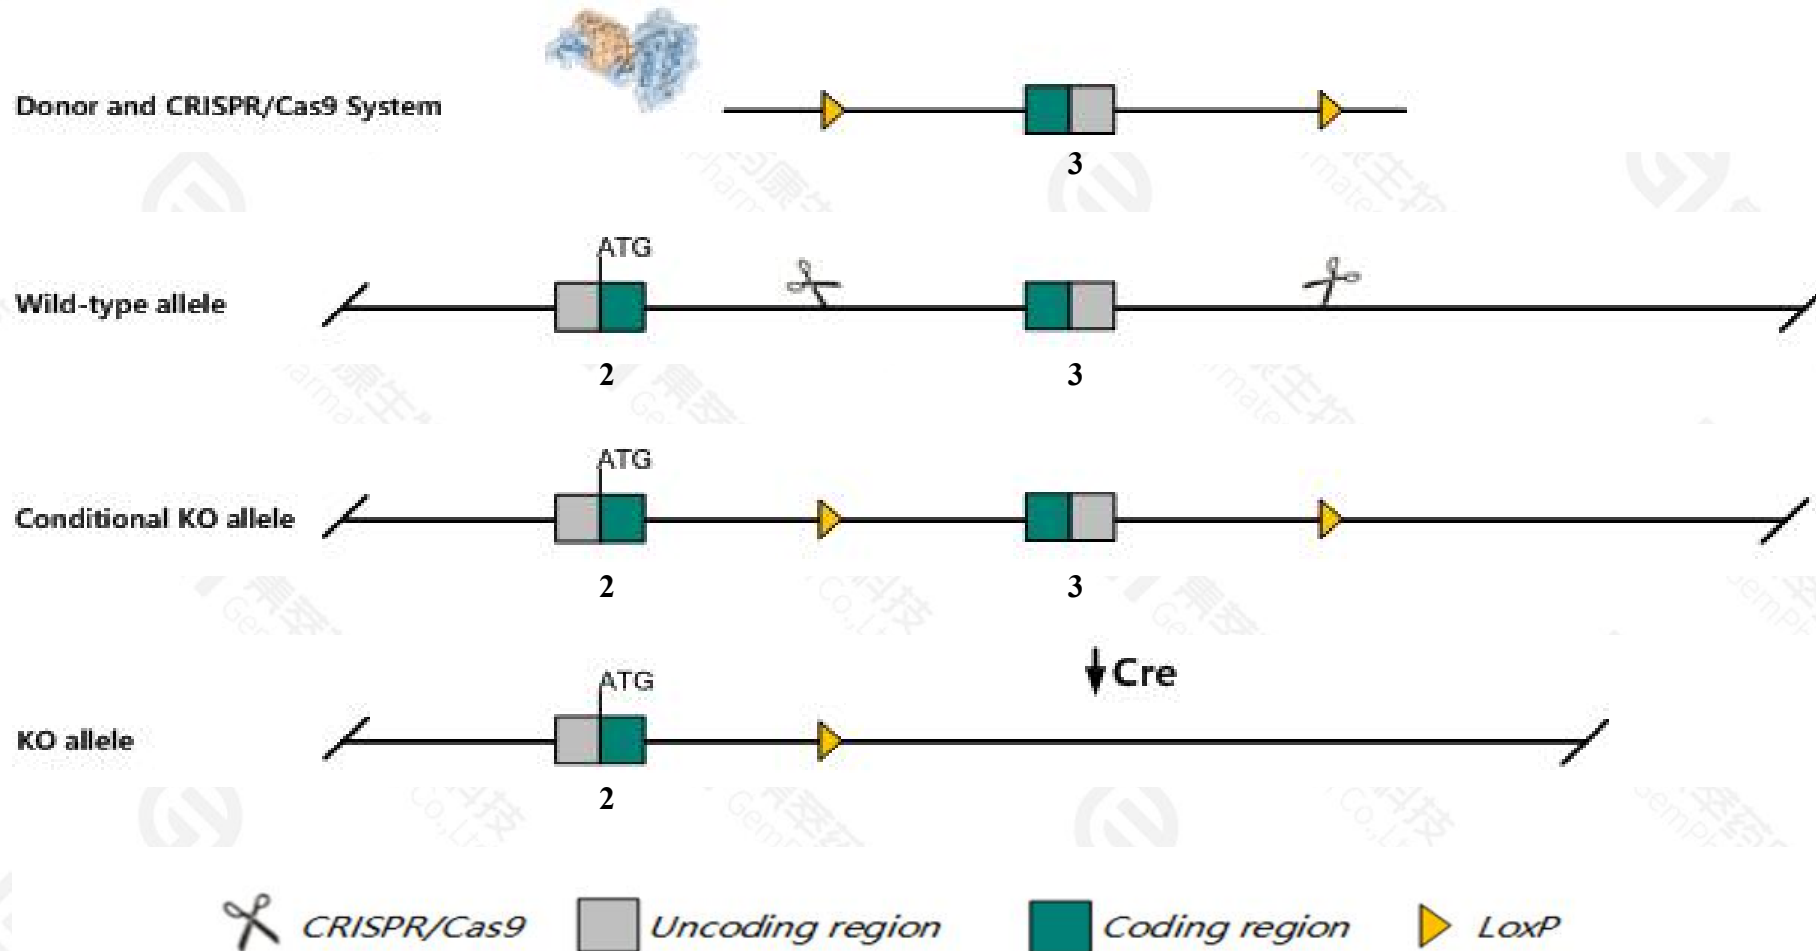 Donor and CRISPR/Cas9 System
3
ATG
Wild-type allele
2
3
ATG
Conditional KO allele
2
3
Cre
ATG
KO allele
2
CRISPR/Cas9
Uncoding region
Coding region
LoxP